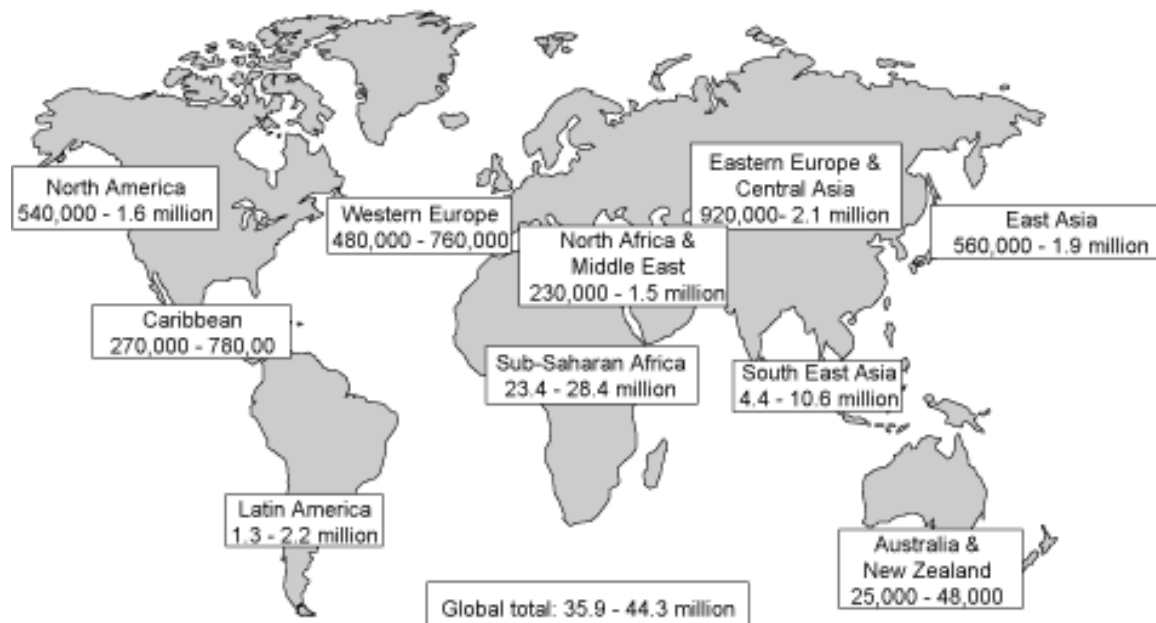 North America
540,000 - 1.6 million
Western Europe
480,000 - 760,000
Eastern Europe &
Central Asia
920,000- 2.1 million
East Asia
560,000 - 1.9 million
North Africa &
Middle East
230,000 - 1.5 million
Caribbean
270,000 - 780,00
Sub-Saharan Africa
23.4 - 28.4 million
South East Asia
4.4 - 10.6 million
Latin America
1.3 - 2.2 million
Australia &
New Zealand
25,000 - 48,000
Global total: 35.9 - 44.3 million